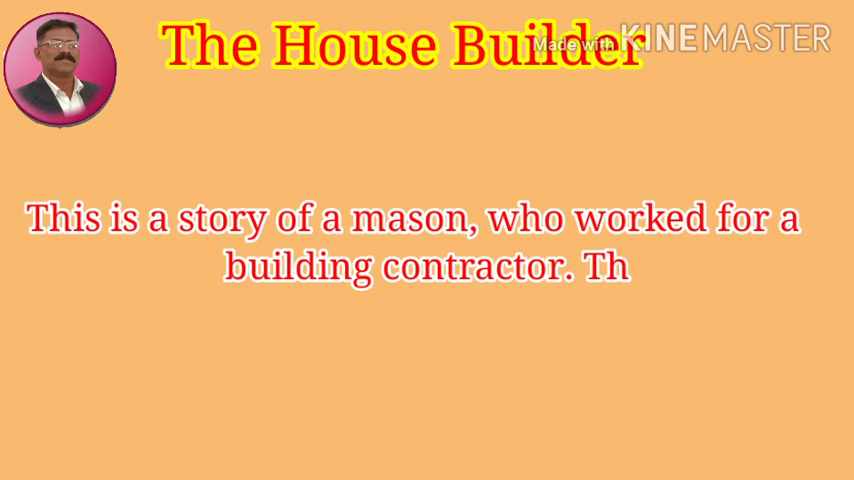 The House Builder
Made with KINEMASTER
This is a story of a mason, who worked for a
building contractor. Th